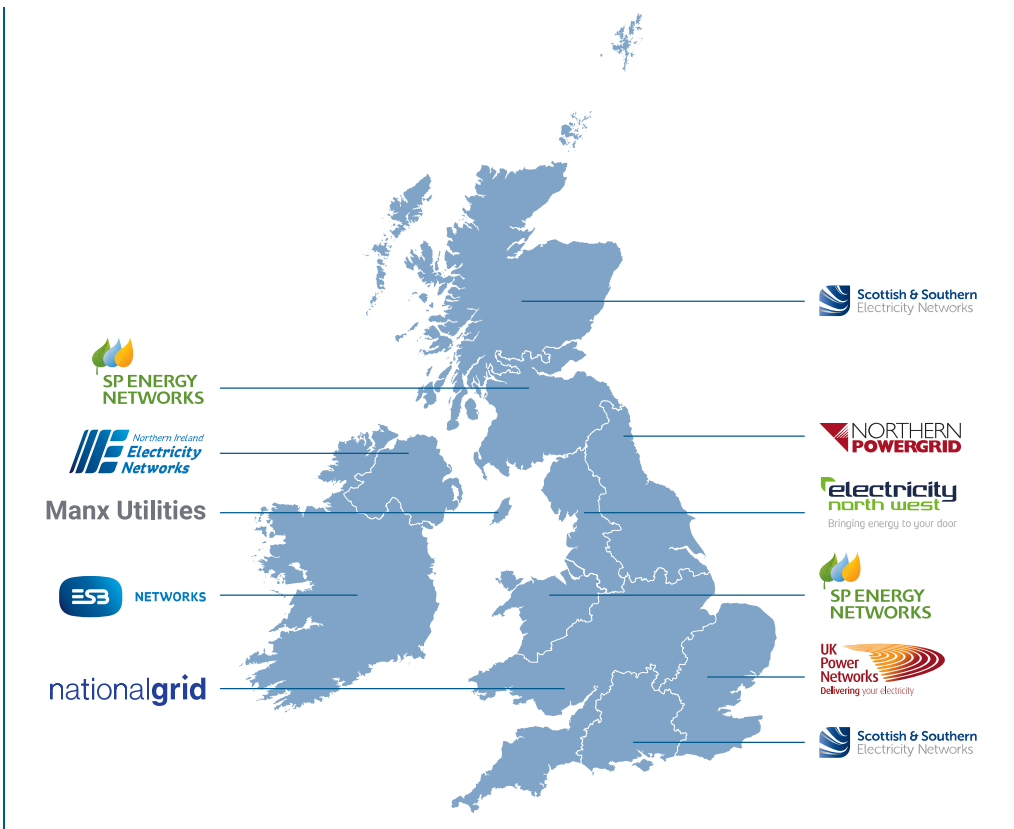 Scottish & Southern
Electricity Networks
SP ENERGY
NETWORKS
Northern Ireland
Electricity
Networks
NORTHERN
POWERGRID
Manx Utilities
electricity
north west
Bringing energy to your door
ESB NETWORKS
SP ENERGY
NETWORKS
nationalgrid
UK
Power
Networks
Delivering your electricity
Scottish & Southern
Electricity Networks